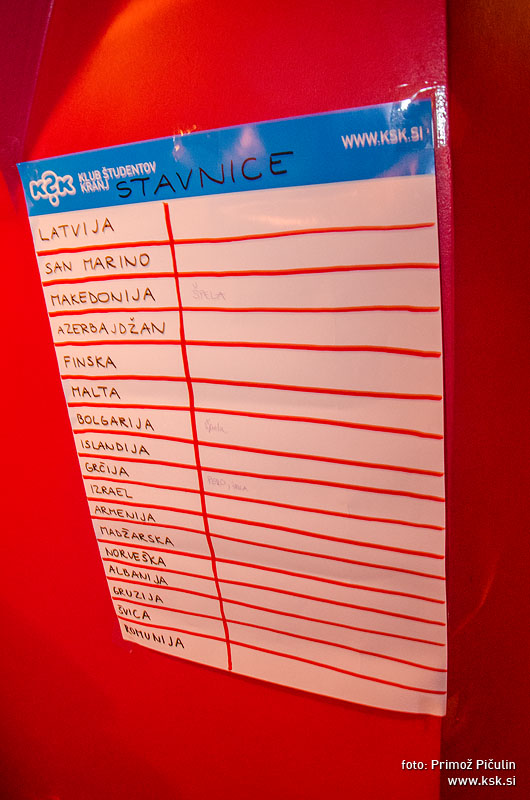 KLUB ŠTUDENTOV
KRANJ
STAVNICE
WWW.KSK.SI
LATVIJA
SAN MARINO
MAKEDONIJA ŠPELA
AZERBAJDŽAN
FINSKA
MALTA
BOLGARIJA
ISLANDIJA
GRČIJA
IZRAEL
ARMENIJA
MADŽARSKA
NORVEŠKA
ALBANIJA
GRUZIJA
ŠVICA
ROMUNIJA
foto: Primož Pičulin
www.ksk.si